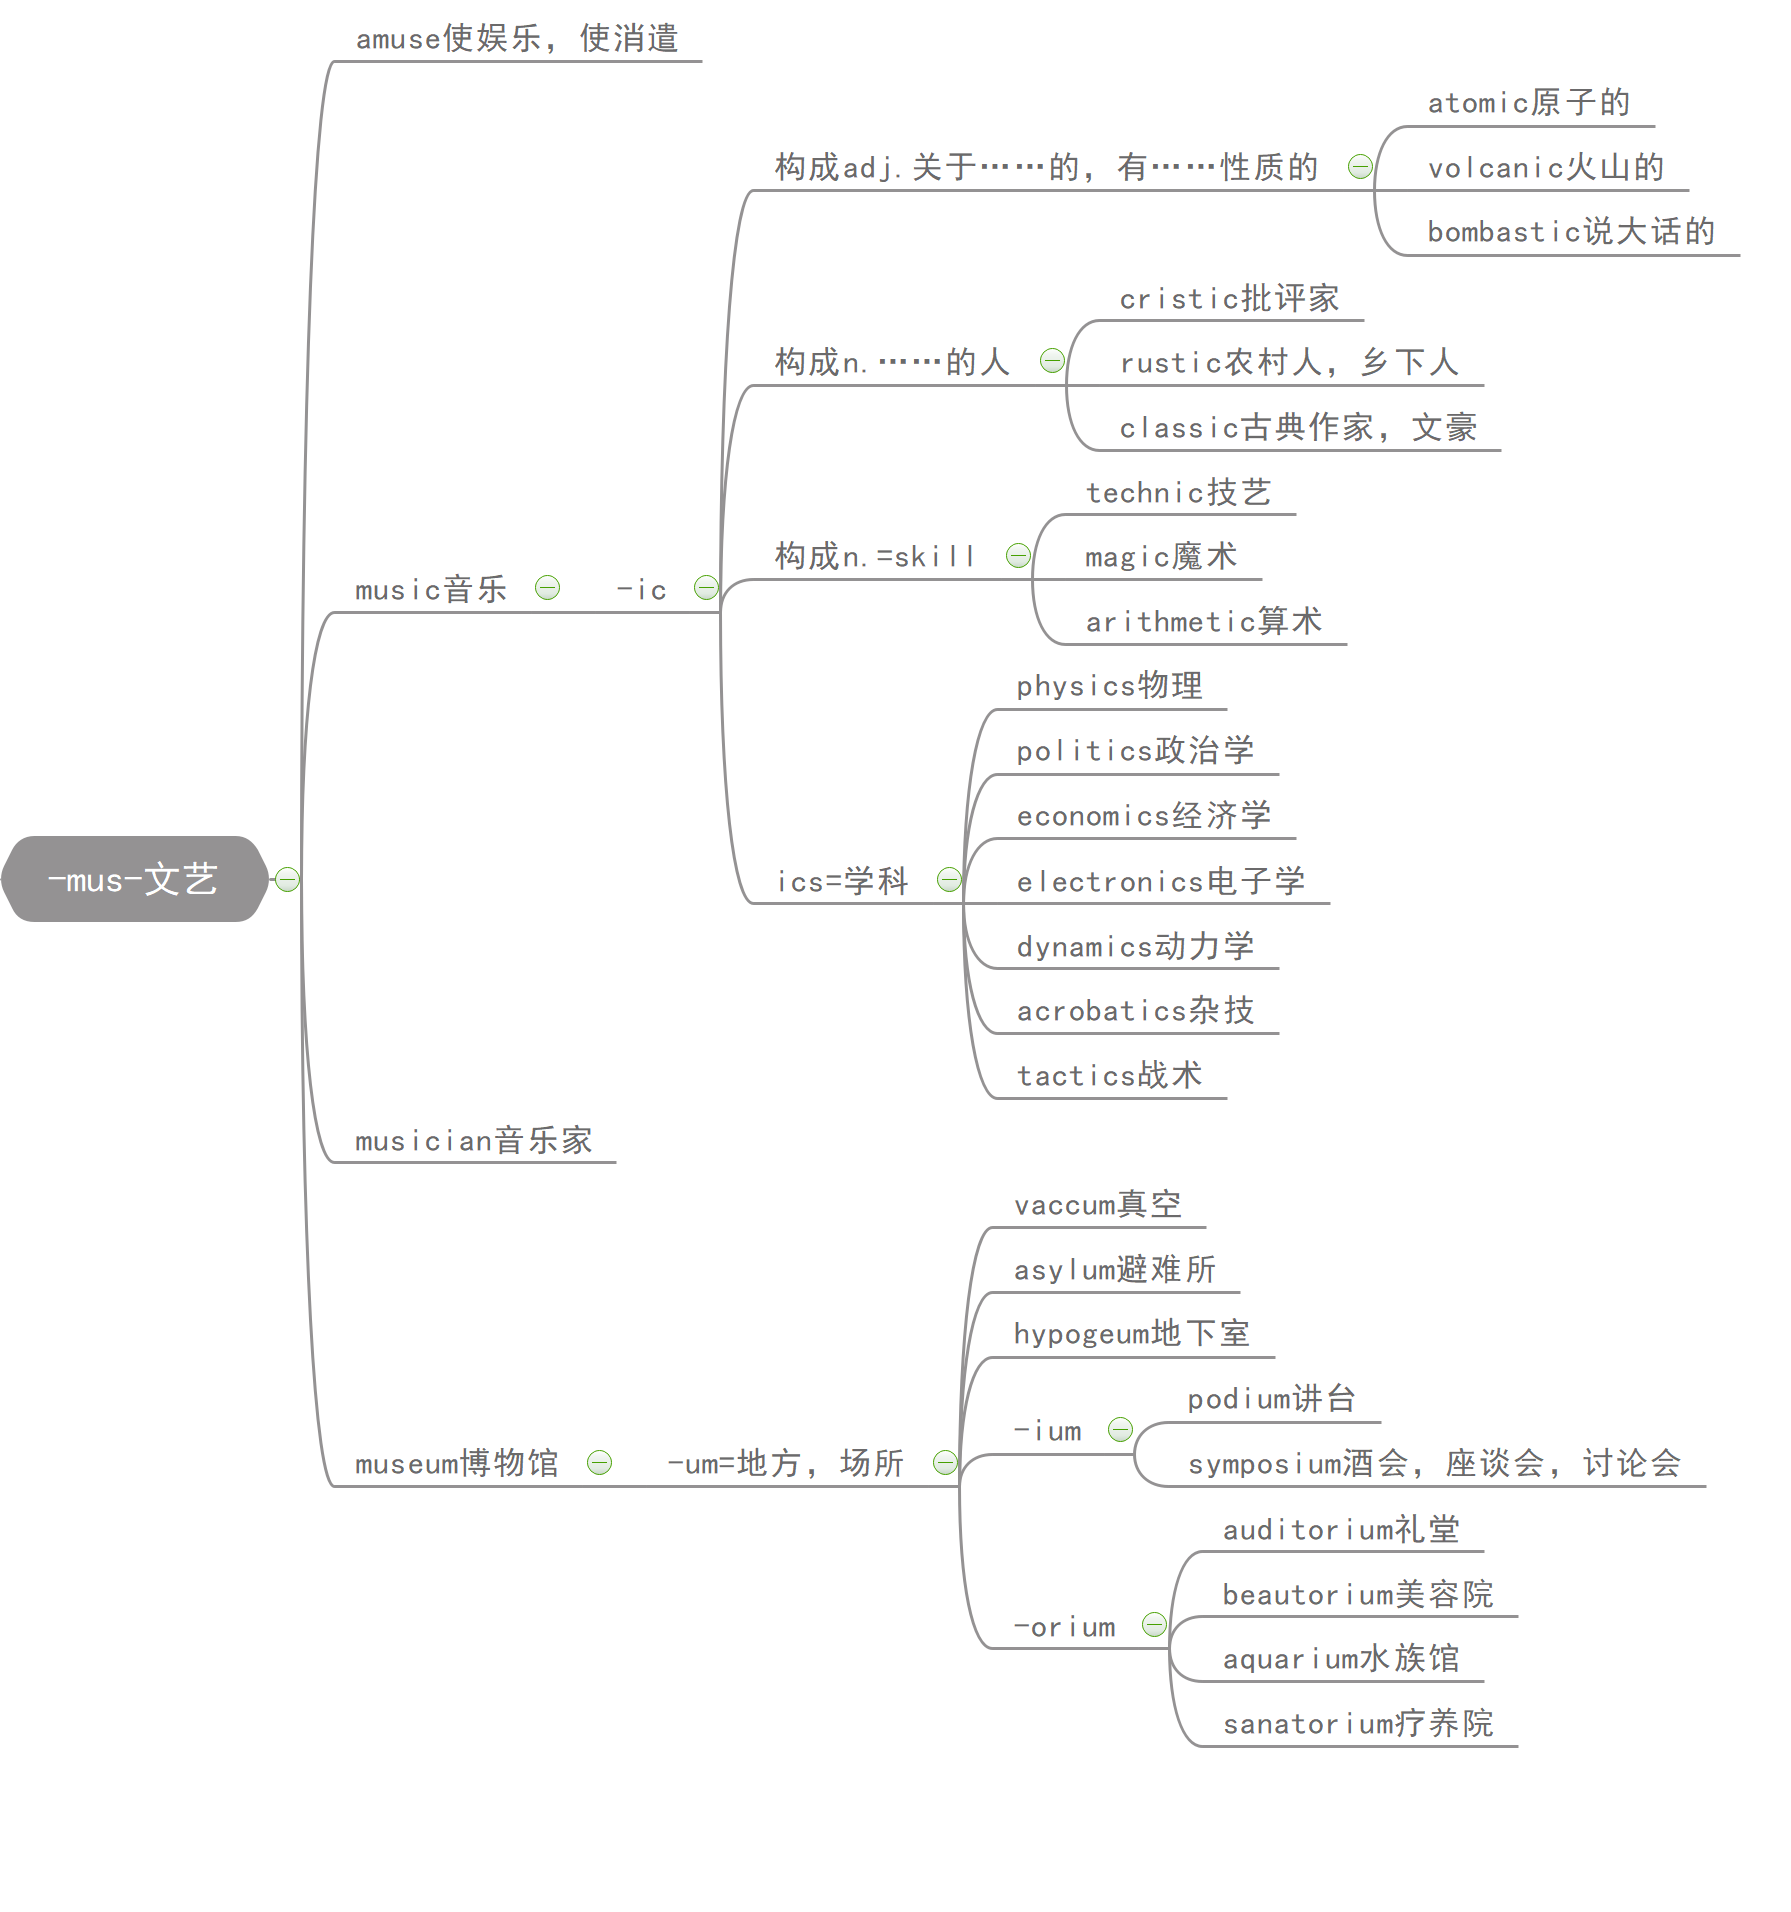 amuse使娱乐，使消遣
atomic原子的
构成adj.关于……的，有……性质的
volcanic火山的
bombastic说大话的
cristic批评家
构成n.……的人
rustic农村人，乡下人
classic古典作家，文豪
technic技艺
构成n.=skill
magic魔术
music音乐
-ic
arithmetic算术
physics物理
politics政治学
economics经济学
-mus-文艺
ics=学科
electronics电子学
dynamics动力学
acrobatics杂技
tactics战术
musician音乐家
vaccum真空
asylum避难所
hypogeum地下室
podium讲台
-ium
museum博物馆
-um=地方，场所
symposium酒会，座谈会，讨论会
auditorium礼堂
beautorium美容院
-orium
aquarium水族馆
sanatorium疗养院